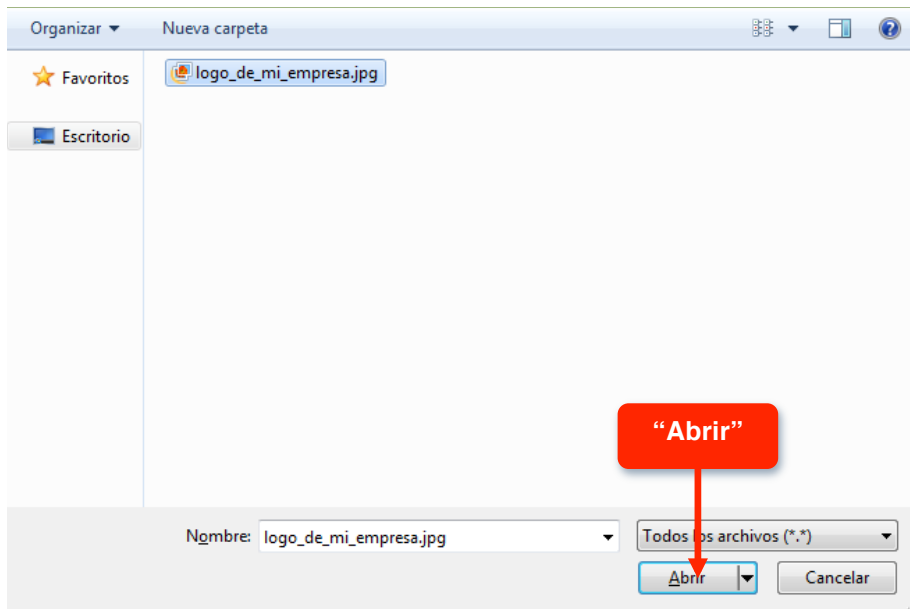 Organizar Nueva carpeta
Favoritos logo_de_mi_empresa.jpg
Escritorio
“Abrir”
Nombre: logo_de_mi_empresa.jpg Todos los archivos (*.*)
Abrir Cancelar